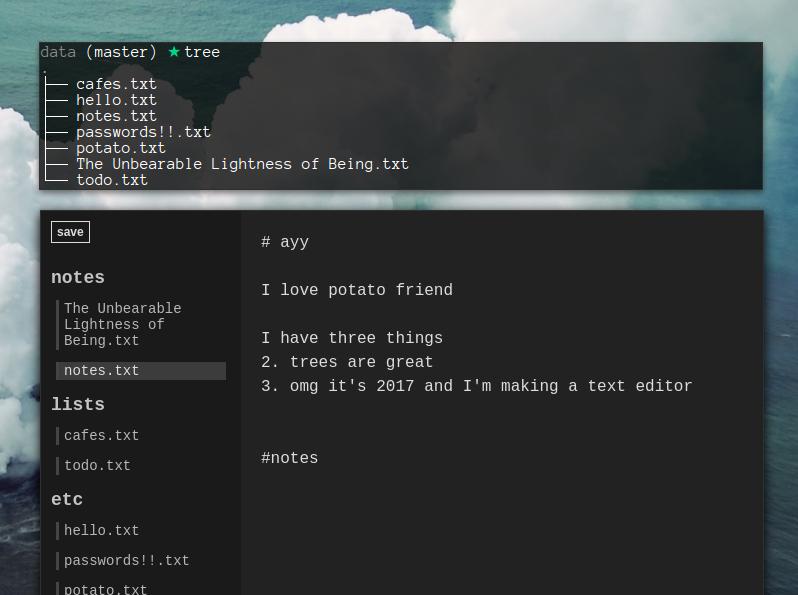 data (master) ★ tree
.
├── cafes.txt
├── hello.txt
├── notes.txt
├── passwords!!.txt
├── potato.txt
├── The Unbearable Lightness of Being.txt
└── todo.txt
save
notes
The Unbearable
Lightness of
Being.txt
notes.txt
lists
cafes.txt
todo.txt
etc
hello.txt
passwords!!.txt
potato.txt
# ayy
I love potato friend
I have three things
2. trees are great
3. omg it's 2017 and I'm making a text editor
#notes